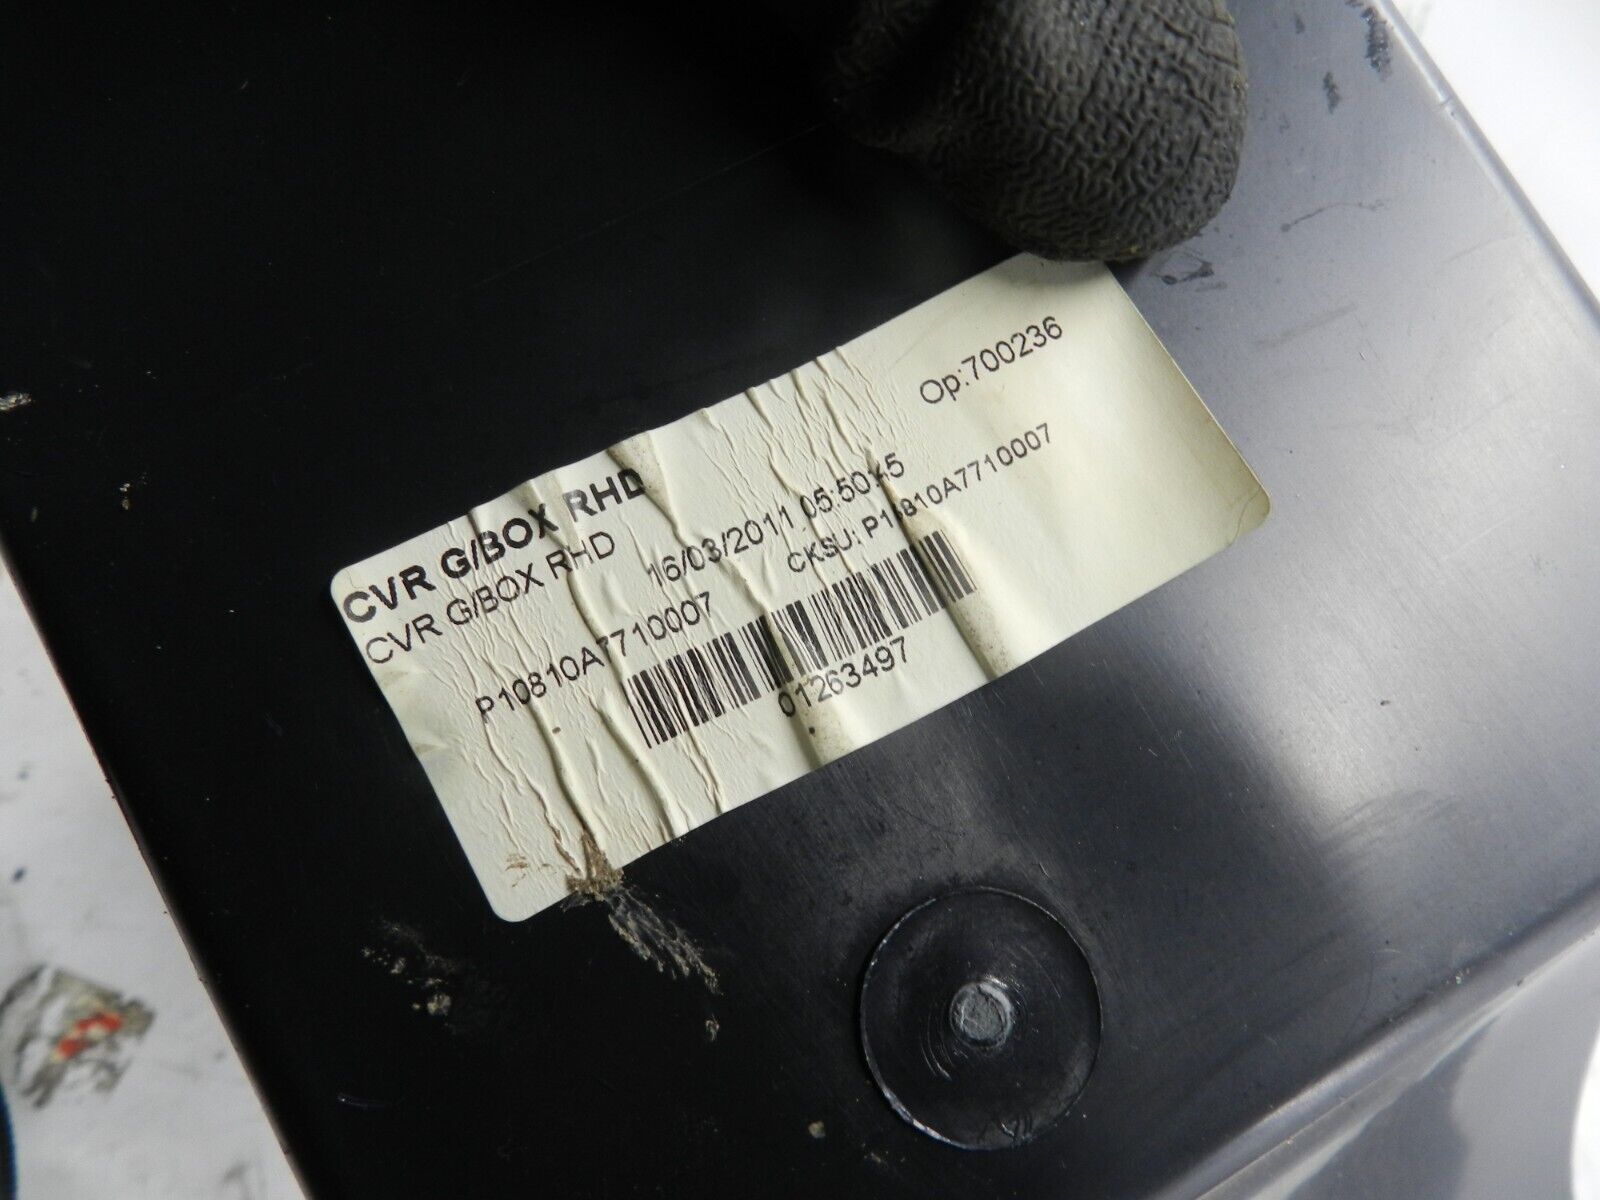 Op:700236
CVR G/BOX RHD
CVR G/BOX RHD
16/03/2011 05:50:45
P10810A7710007
CKSU: P10810A7710007
01263497